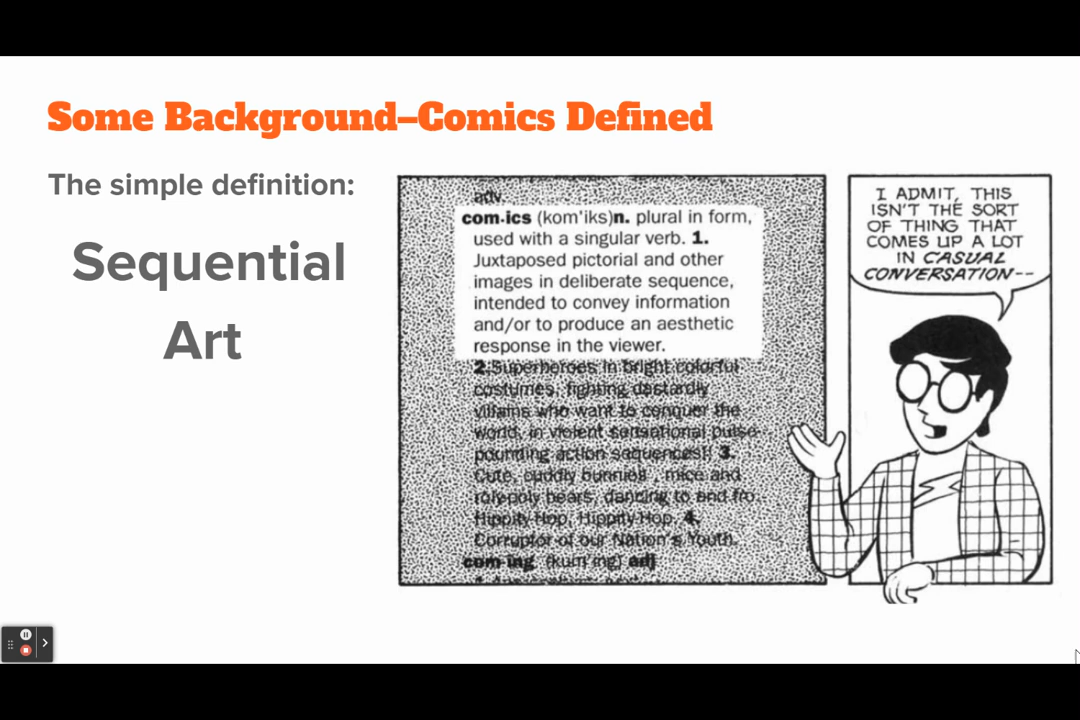 Some Background–Comics Defined
The simple definition:
Sequential
Art
adv.
com·ics (kom'iks)n. plural in form,
used with a singular verb. 1.
Juxtaposed pictorial and other
images in deliberate sequence,
intended to convey information
and/or to produce an aesthetic
response in the viewer.
2.Superheroes in bright colorful
costumes, fighting dastardly
villains who want to conquer the
world, in violent sensational pulse-
pounding action sequences!! 3.
Cute, cuddly bunnies , mice and
roly-poly bears, dancing to and fro.
Hippity-Hop, Hippity-Hop. 4.
Corruptor of our Nation's Youth.
com·ing (kum'ing) adj
I ADMIT, THIS
ISN'T THE SORT
OF THING THAT
COMES UP A LOT
IN CASUAL
CONVERSATION--